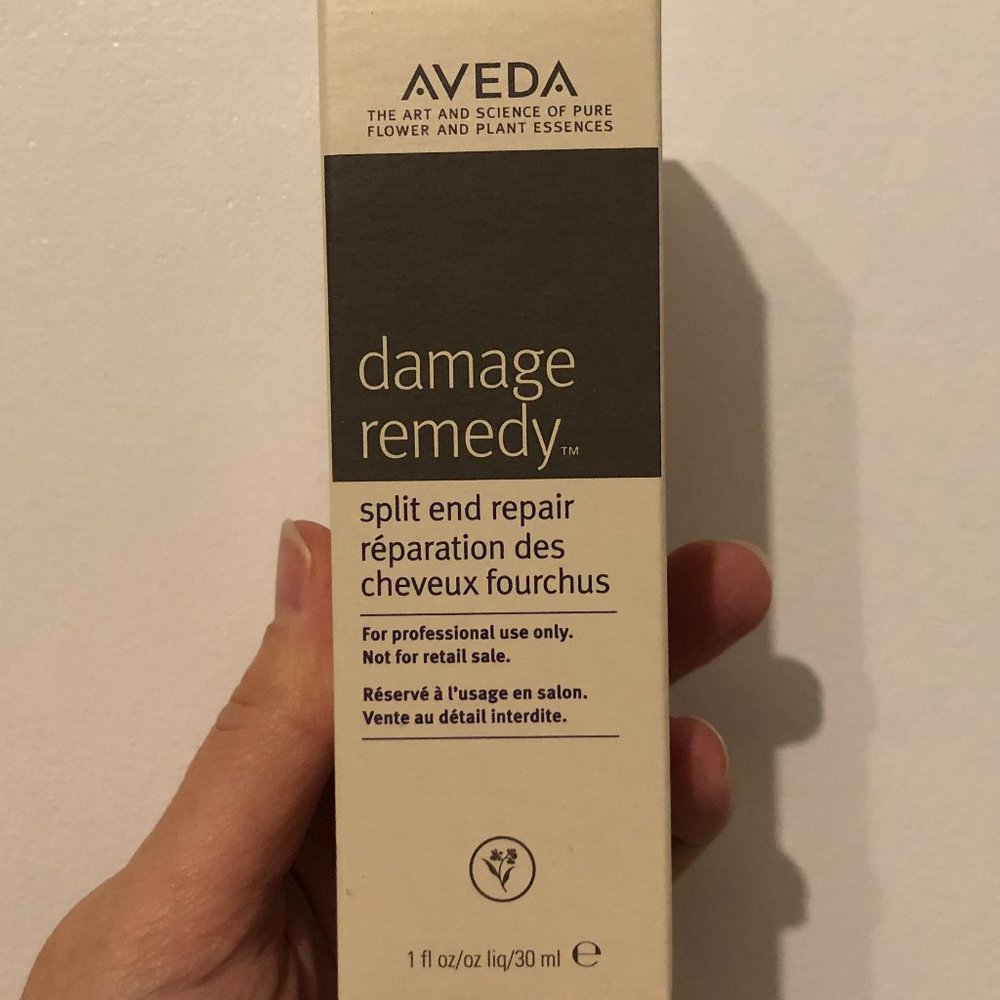 AVEDA
THE ART AND SCIENCE OF PURE
FLOWER AND PLANT ESSENCES
damage
remedy™
split end repair
réparation des
cheveux fourchus
For professional use only.
Not for retail sale.
Réservé à l'usage en salon.
Vente au détail interdite.
1 fl oz/oz liq/30 ml ℮